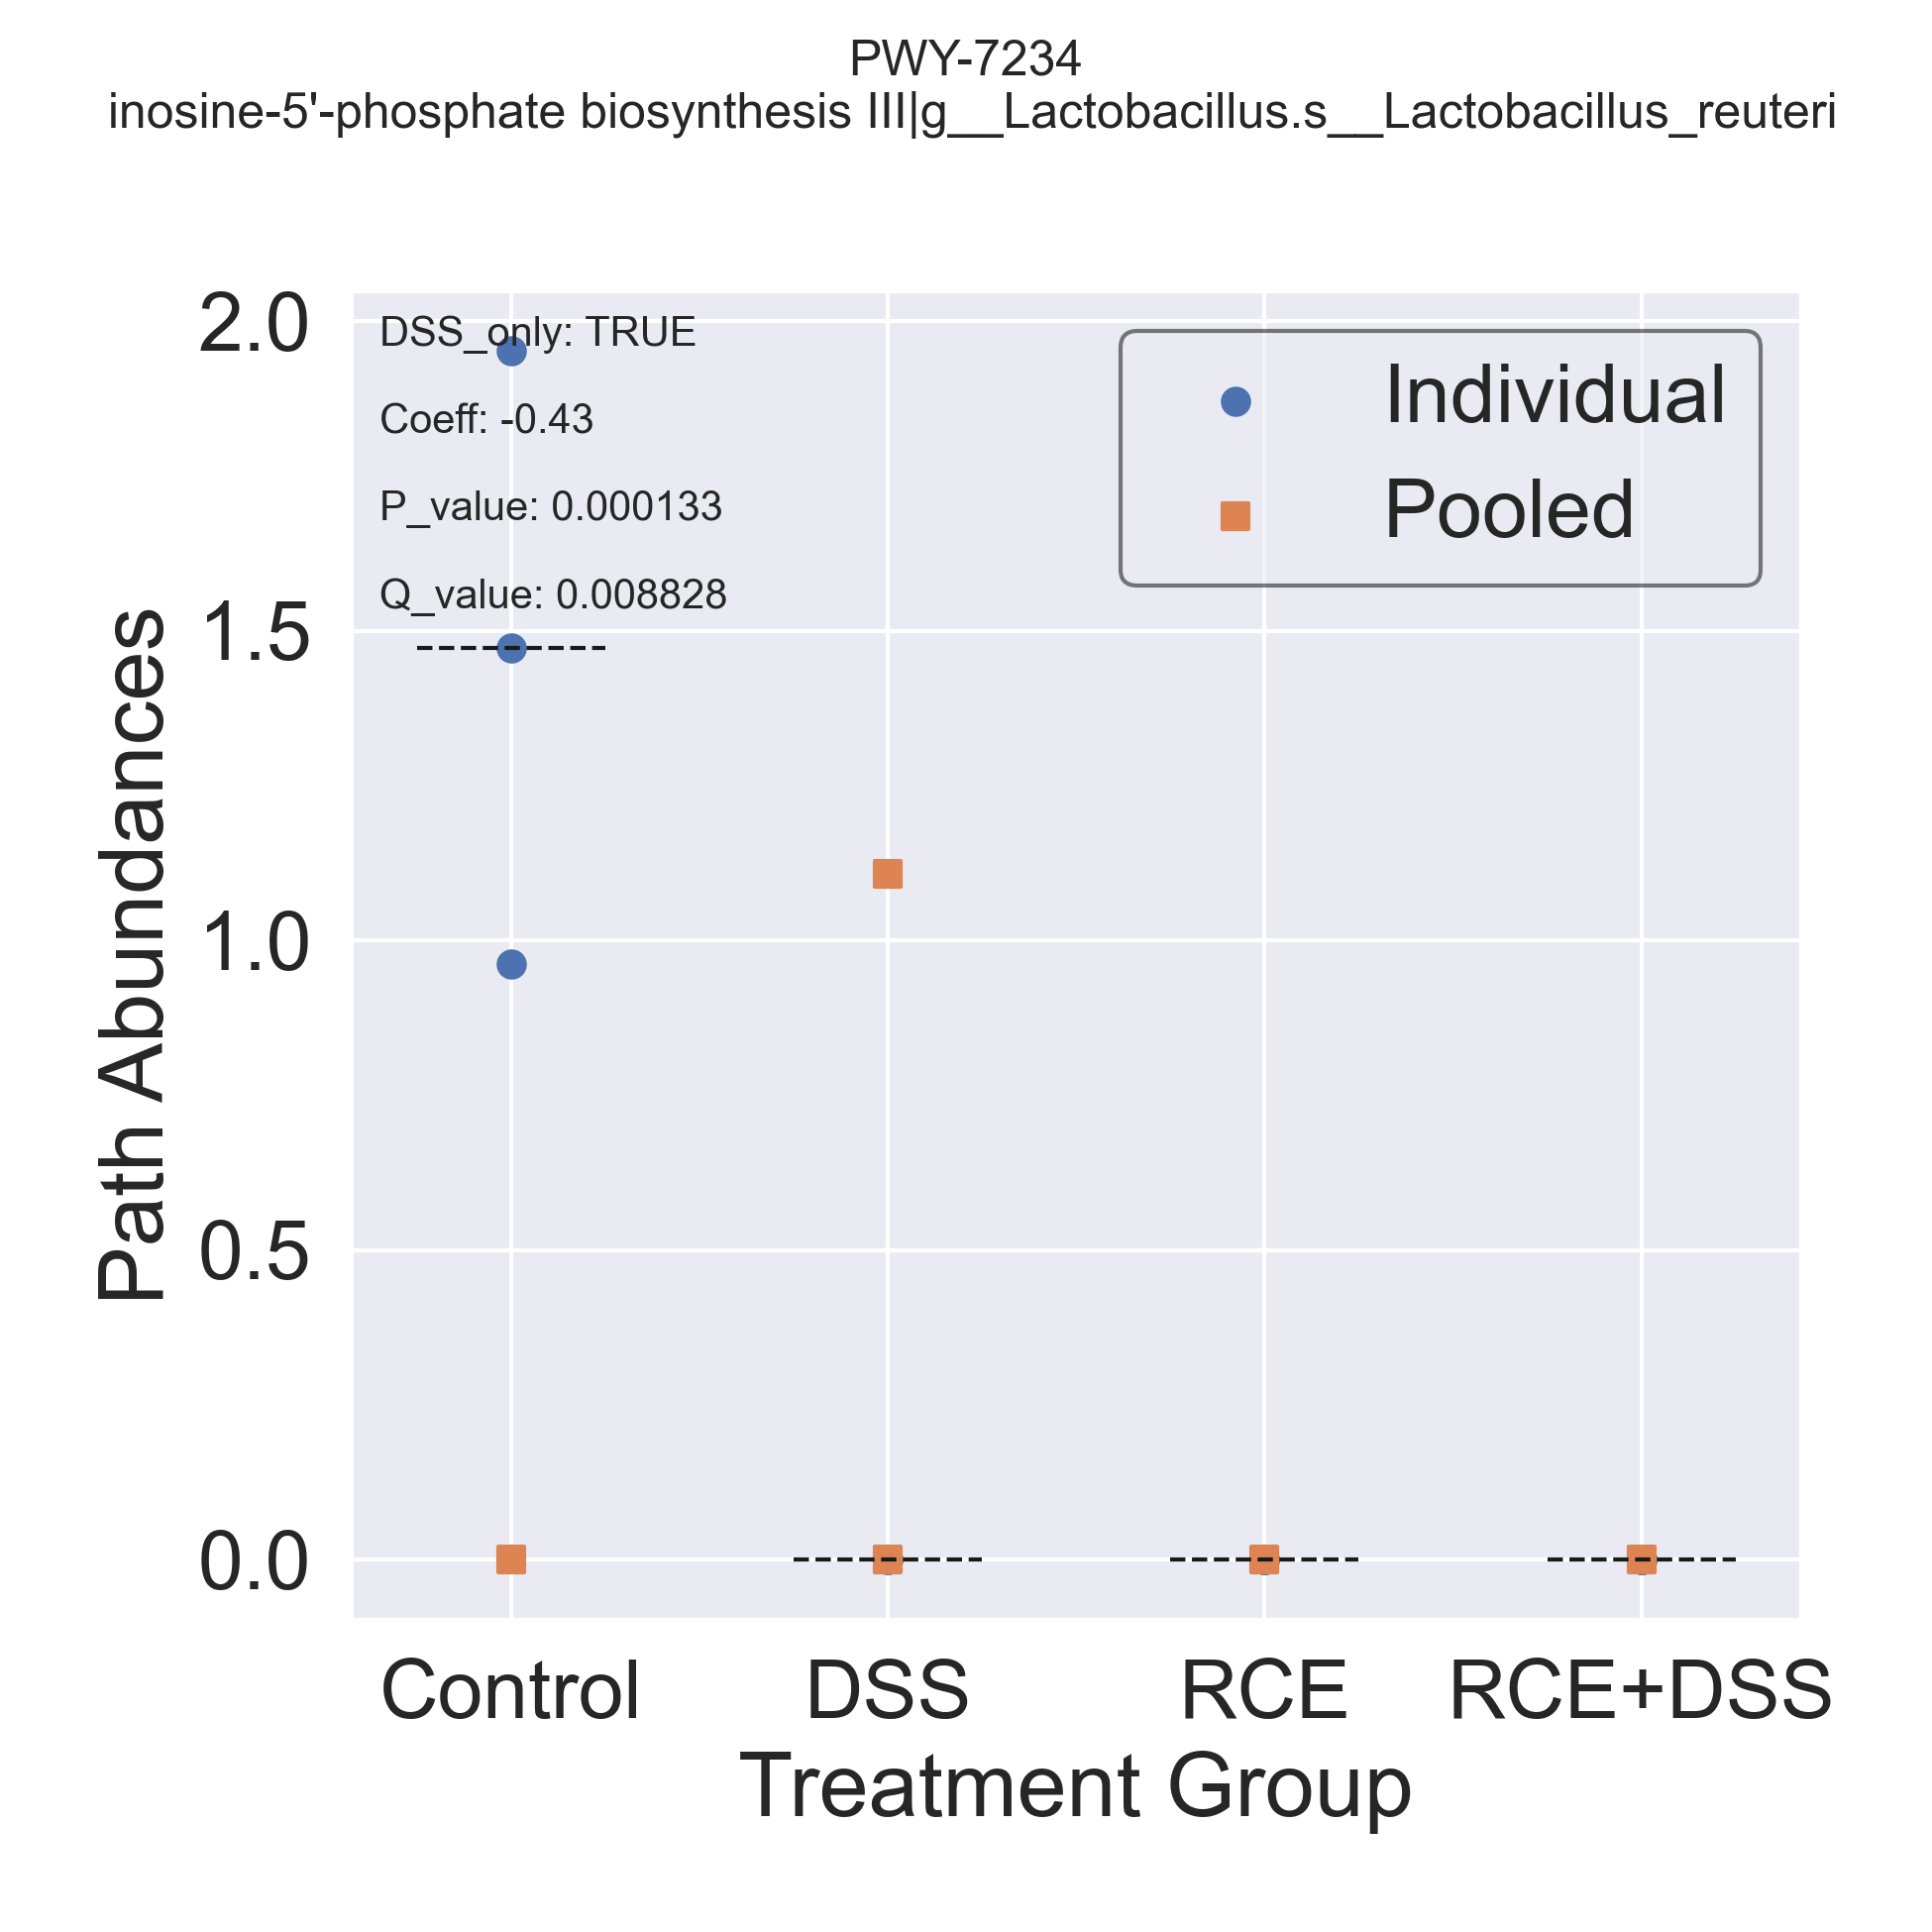 PWY-7234
inosine-5'-phosphate biosynthesis III|g__Lactobacillus.s__Lactobacillus_reuteri
2.0
1.5
1.0
0.5
0.0
Path Abundances
DSS_only: TRUE
Coeff: -0.43
P_value: 0.000133
Q_value: 0.008828
Individual
Pooled
Control
DSS
RCE
RCE+DSS
Treatment Group